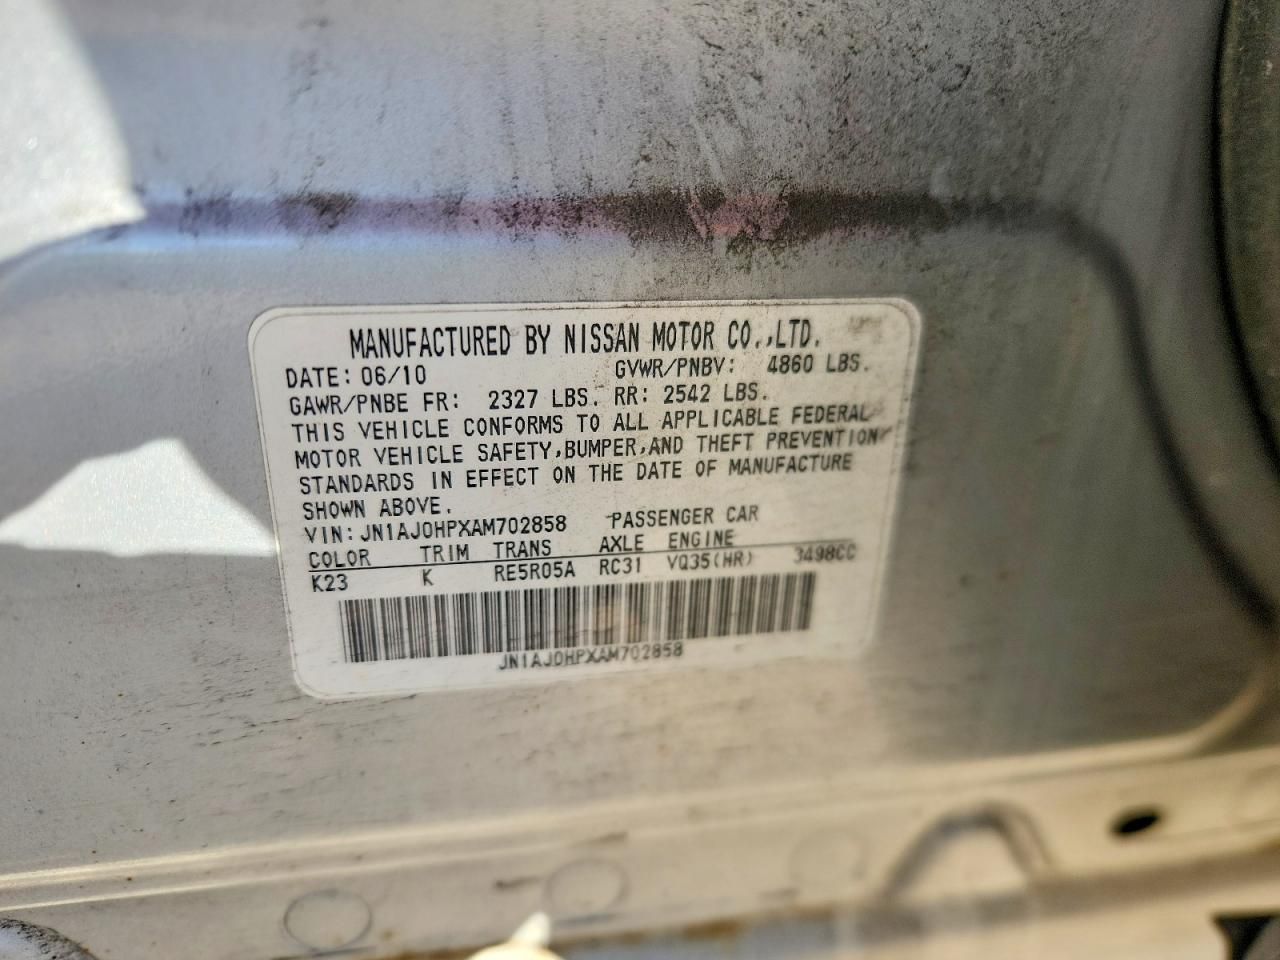 MANUFACTURED BY NISSAN MOTOR CO.,LTD.
DATE: 06/10 GVWR/PNBV: 4860 LBS.
GAWR/PNBE FR: 2327 LBS. RR: 2542 LBS.
THIS VEHICLE CONFORMS TO ALL APPLICABLE FEDERAL
MOTOR VEHICLE SAFETY,BUMPER,AND THEFT PREVENTION
STANDARDS IN EFFECT ON THE DATE OF MANUFACTURE
SHOWN ABOVE.
VIN: JN1AJ0HPXAM702858 PASSENGER CAR
COLOR TRIM TRANS AXLE ENGINE
K23 K RE5R05A RC31 VQ35(HR) 3498CC
JN1AJ0HPXAM702858